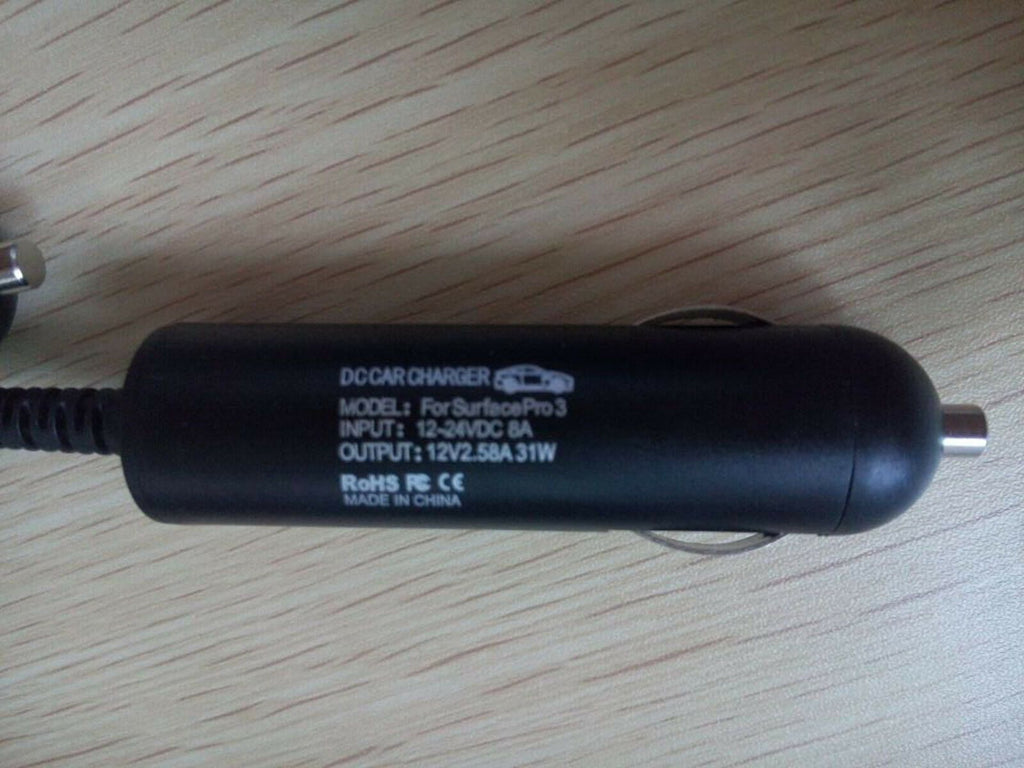 DC CAR CHARGER
MODEL: For Surface Pro 3
INPUT: 12~24VDC 8A
OUTPUT: 12V2.58A 31W
RoHS FC CE
MADE IN CHINA